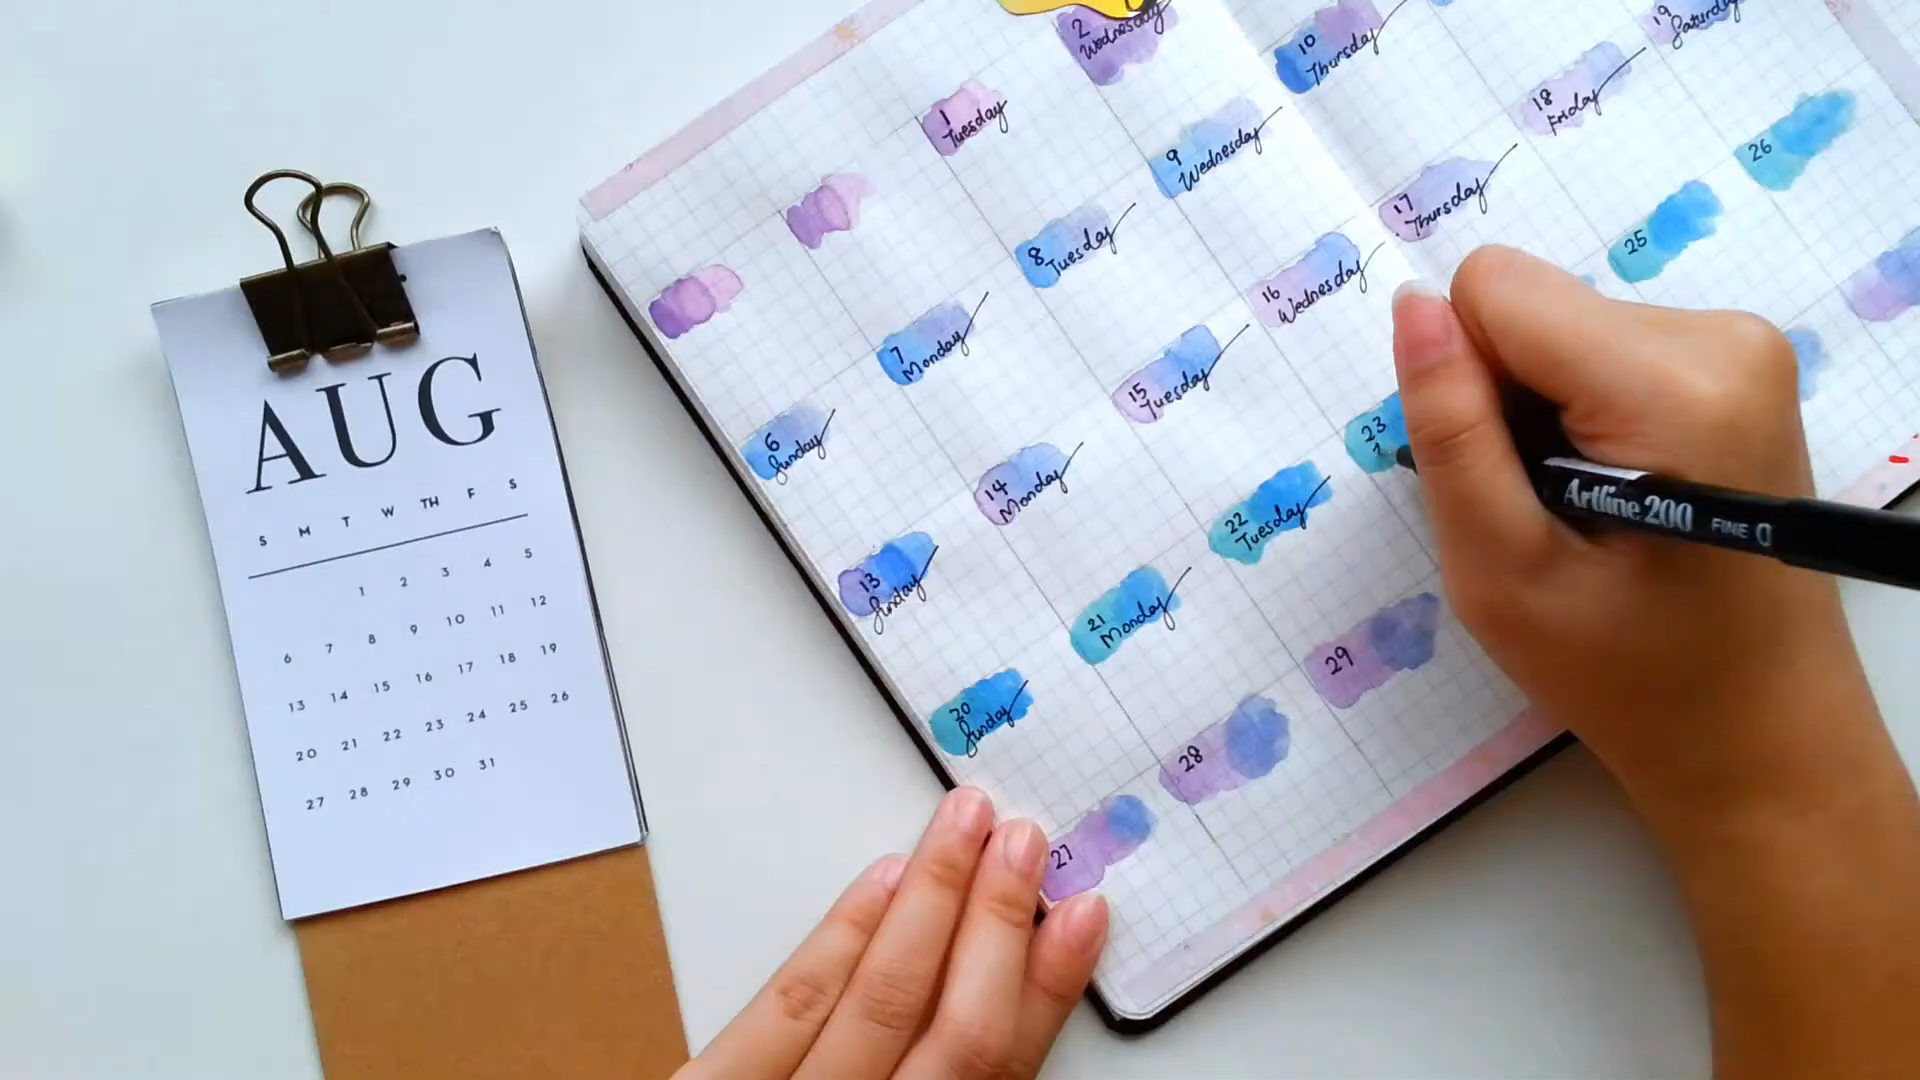 AUG
S M T W TH F S
1 2 3 4 5
6 7 8 9 10 11 12
13 14 15 16 17 18 19
20 21 22 23 24 25 26
27 28 29 30 31
1
Tuesday
2
Wednesday
6
Sunday
7
Monday
8
Tuesday
9
Wednesday
10
Thursday
13
Sunday
14
Monday
15
Tuesday
16
Wednesday
17
Thursday
18
Friday
19
Saturday
20
Sunday
21
Monday
22
Tuesday
23
25
26
27
28
29
Artline 200 FINE